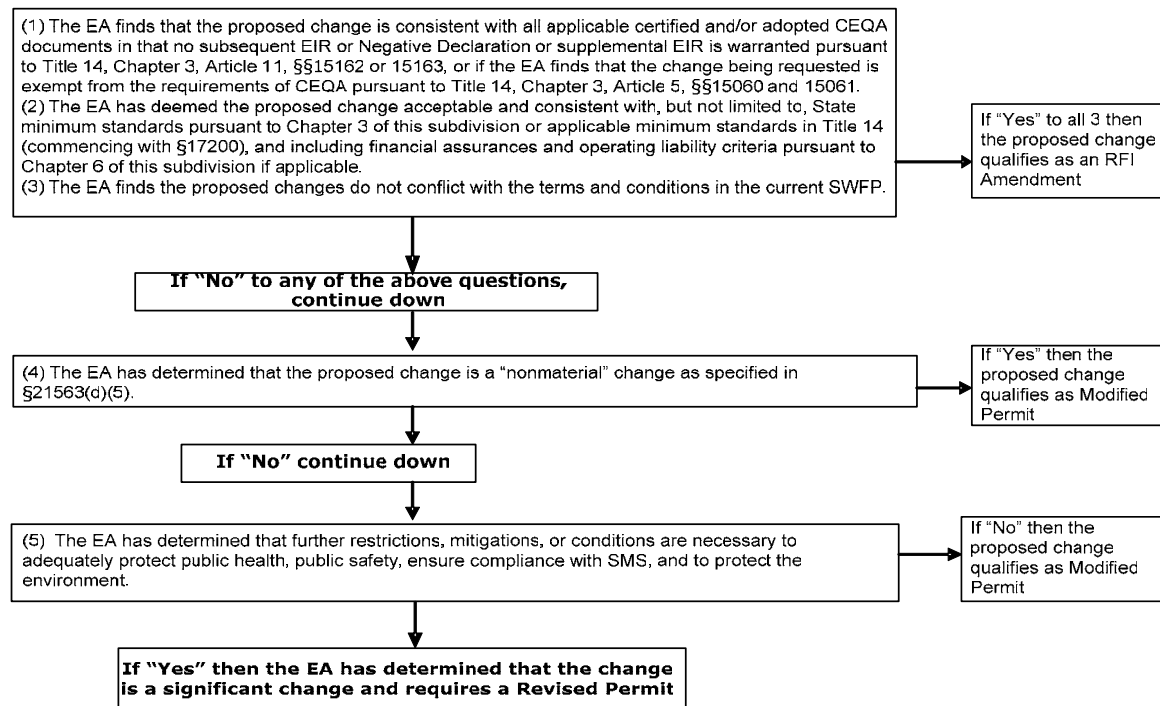 (1) The EA finds that the proposed change is consistent with all applicable certified and/or adopted CEQA
documents in that no subsequent EIR or Negative Declaration or supplemental EIR is warranted pursuant
to Title 14, Chapter 3, Article 11, §§15162 or 15163, or if the EA finds that the change being requested is
exempt from the requirements of CEQA pursuant to Title 14, Chapter 3, Article 5, §§15060 and 15061.
(2) The EA has deemed the proposed change acceptable and consistent with, but not limited to, State
minimum standards pursuant to Chapter 3 of this subdivision or applicable minimum standards in Title 14
(commencing with §17200), and including financial assurances and operating liability criteria pursuant to
Chapter 6 of this subdivision if applicable.
(3) The EA finds the proposed changes do not conflict with the terms and conditions in the current SWFP.
If "Yes" to all 3 then
the proposed change
qualifies as an RFI
Amendment
If "No" to any of the above questions,
continue down
(4) The EA has determined that the proposed change is a "nonmaterial" change as specified in
§21563(d)(5).
If "Yes" then the
proposed change
qualifies as Modified
Permit
If "No" continue down
(5) The EA has determined that further restrictions, mitigations, or conditions are necessary to
adequately protect public health, public safety, ensure compliance with SMS, and to protect the
environment.
If "No" then the
proposed change
qualifies as Modified
Permit
If "Yes" then the EA has determined that the change
is a significant change and requires a Revised Permit